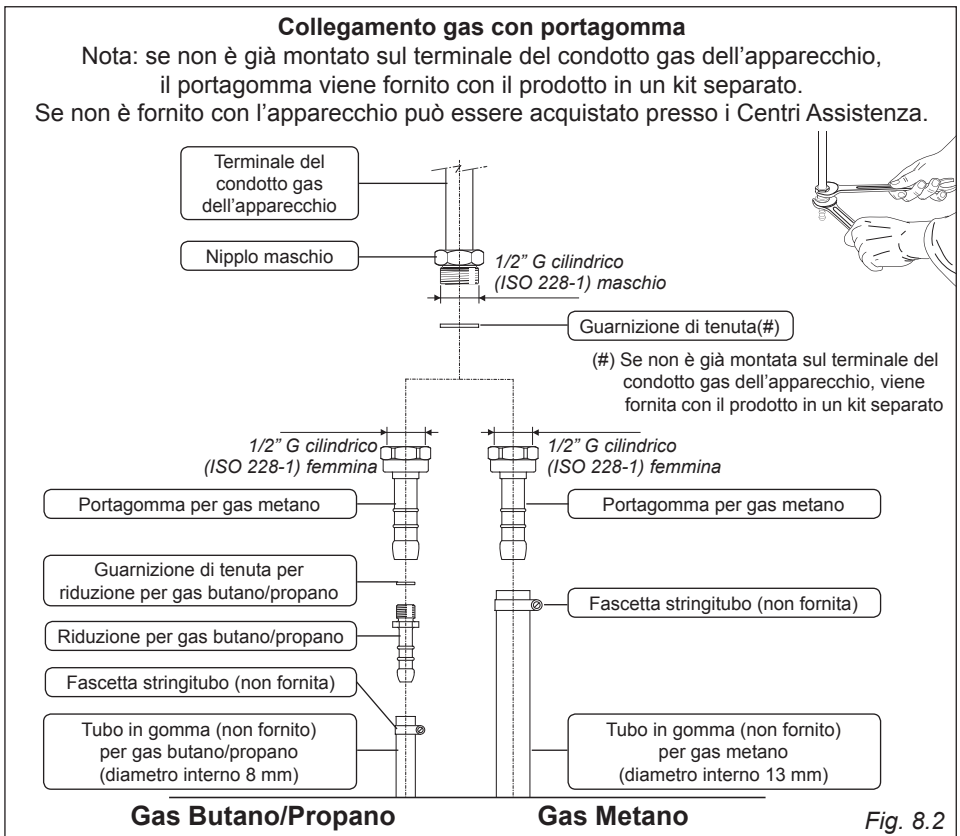 Collegamento gas con portagomma
Nota: se non è già montato sul terminale del condotto gas dell’apparecchio,
il portagomma viene fornito con il prodotto in un kit separato.
Se non è fornito con l’apparecchio può essere acquistato presso i Centri Assistenza.
Terminale del
condotto gas
dell’apparecchio
Nipplo maschio
1/2” G cilindrico
(ISO 228-1) maschio
Guarnizione di tenuta(#)
(#) Se non è già montata sul terminale del
condotto gas dell’apparecchio, viene
fornita con il prodotto in un kit separato
1/2” G cilindrico
(ISO 228-1) femmina
1/2” G cilindrico
(ISO 228-1) femmina
Portagomma per gas metano
Portagomma per gas metano
Guarnizione di tenuta per
riduzione per gas butano/propano
Fascetta stringitubo (non fornita)
Riduzione per gas butano/propano
Fascetta stringitubo (non fornita)
Tubo in gomma (non fornito)
per gas butano/propano
(diametro interno 8 mm)
Tubo in gomma (non fornito)
per gas metano
(diametro interno 13 mm)
Gas Butano/Propano
Gas Metano
Fig. 8.2